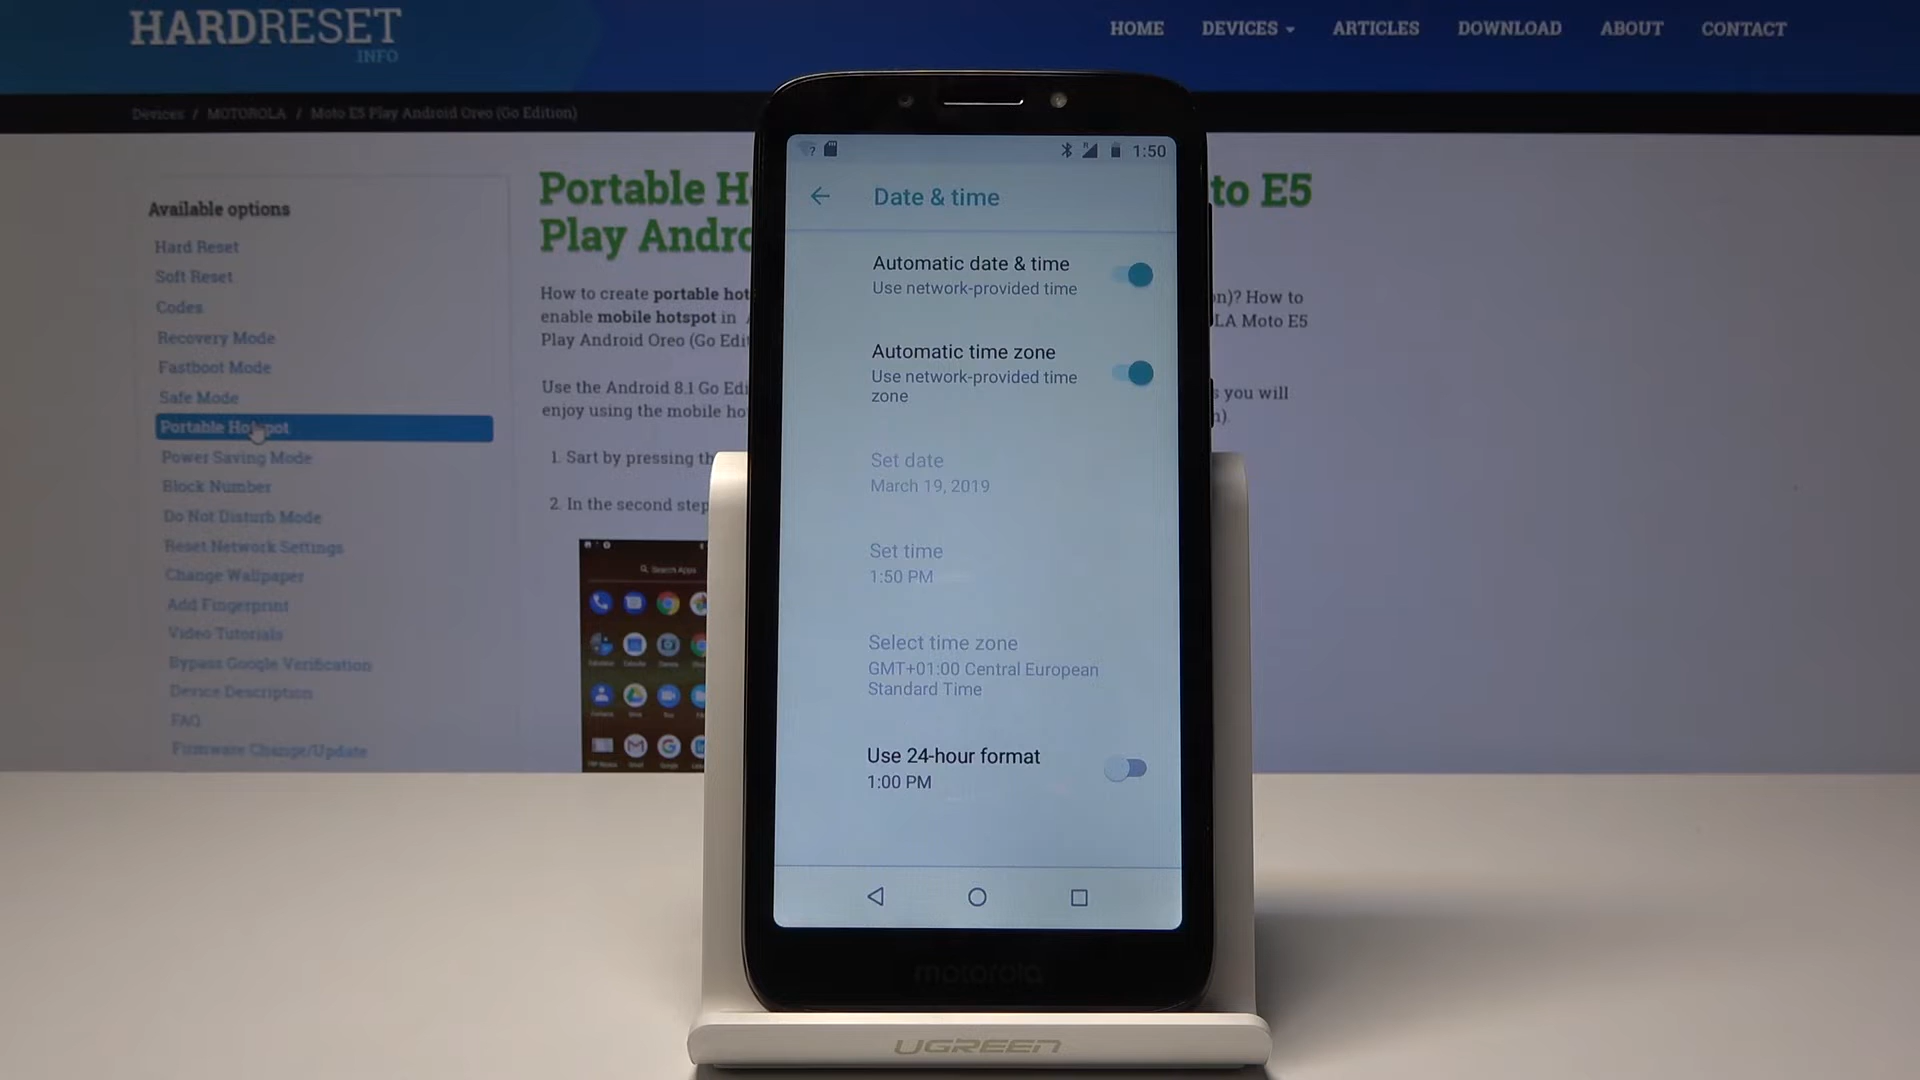 HARDRESET
INFO
HOME DEVICES ARTICLES DOWNLOAD ABOUT CONTACT
Devices / MOTOROLA / Moto E5 Play Android Oreo (Go Edition)
Available options
Hard Reset
Soft Reset
Codes
Recovery Mode
Fastboot Mode
Safe Mode
Portable Hotspot
Power Saving Mode
Block Number
Do Not Disturb Mode
Reset Network Settings
Change Wallpaper
Add Fingerprint
Video Tutorials
Bypass Google Verification
Device Description
FAQ
Firmware Change/Update
Portable H to E5
Play Andro
How to create portable hot n)? How to
enable mobile hotspot in LA Moto E5
Play Android Oreo (Go Edi
Use the Android 8.1 Go Edi s you will
enjoy using the mobile ho n).
1. Sart by pressing th
2. In the second step
Search Apps
1:50
Date & time
Automatic date & time
Use network-provided time
Automatic time zone
Use network-provided time
zone
Set date
March 19, 2019
Set time
1:50 PM
Select time zone
GMT+01:00 Central European
Standard Time
Use 24-hour format
1:00 PM
motorola
UGREEN